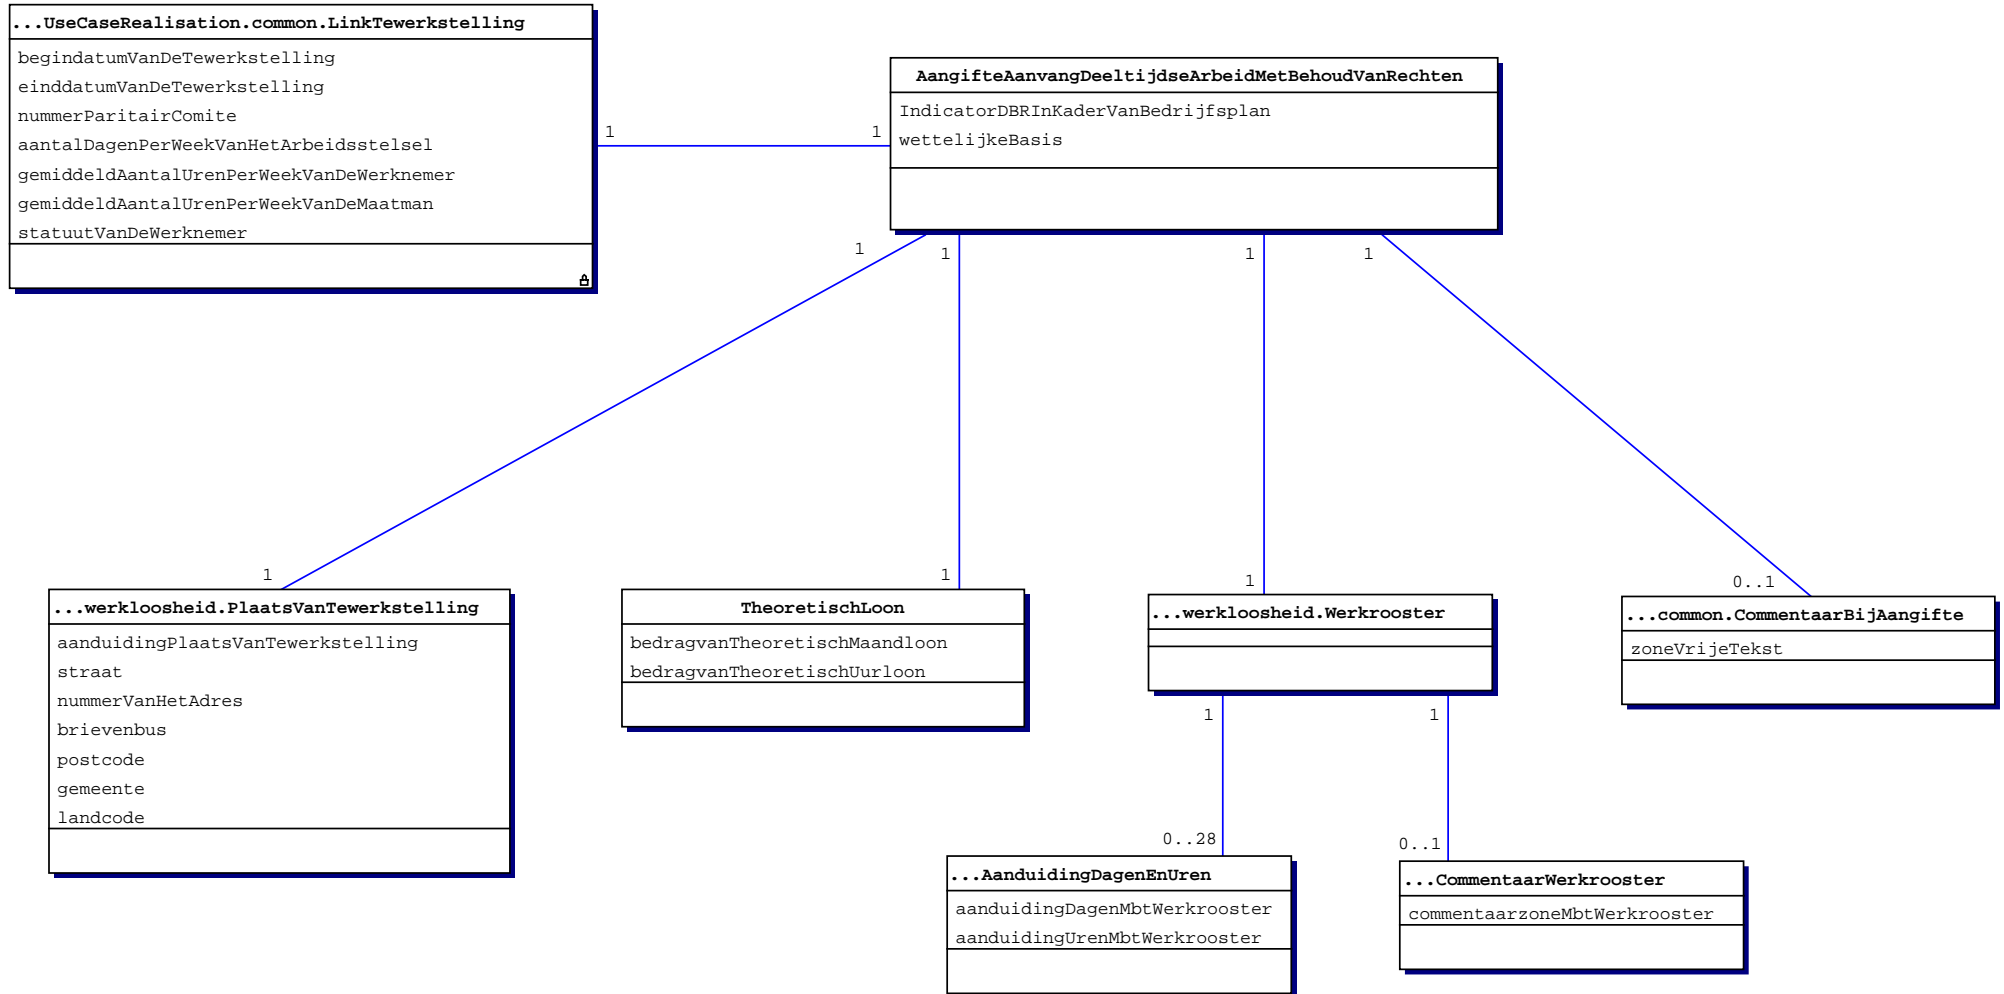 ...UseCaseRealisation.common.LinkTewerkstelling
begindatumVanDeTewerkstelling
einddatumVanDeTewerkstelling
nummerParitairComite
aantalDagenPerWeekVanHetArbeidsstelsel
gemiddeldAantalUrenPerWeekVanDeWerknemer
gemiddeldAantalUrenPerWeekVanDeMaatman
statuutVanDeWerknemer
1
1
AangifteAanvangDeeltijdseArbeidMetBehoudVanRechten
IndicatorDBRInKaderVanBedrijfsplan
wettelijkeBasis
1
1
1
1
1
1
1
0..1
...werkloosheid.PlaatsVanTewerkstelling
aanduidingPlaatsVanTewerkstelling
straat
nummerVanHetAdres
brievenbus
postcode
gemeente
landcode
TheoretischLoon
bedragvanTheoretischMaandloon
bedragvanTheoretischUurloon
...werkloosheid.Werkrooster
...common.CommentaarBijAangifte
zoneVrijeTekst
1
1
0..28
0..1
...AanduidingDagenEnUren
aanduidingDagenMbtWerkrooster
aanduidingUrenMbtWerkrooster
...CommentaarWerkrooster
commentaarzoneMbtWerkrooster